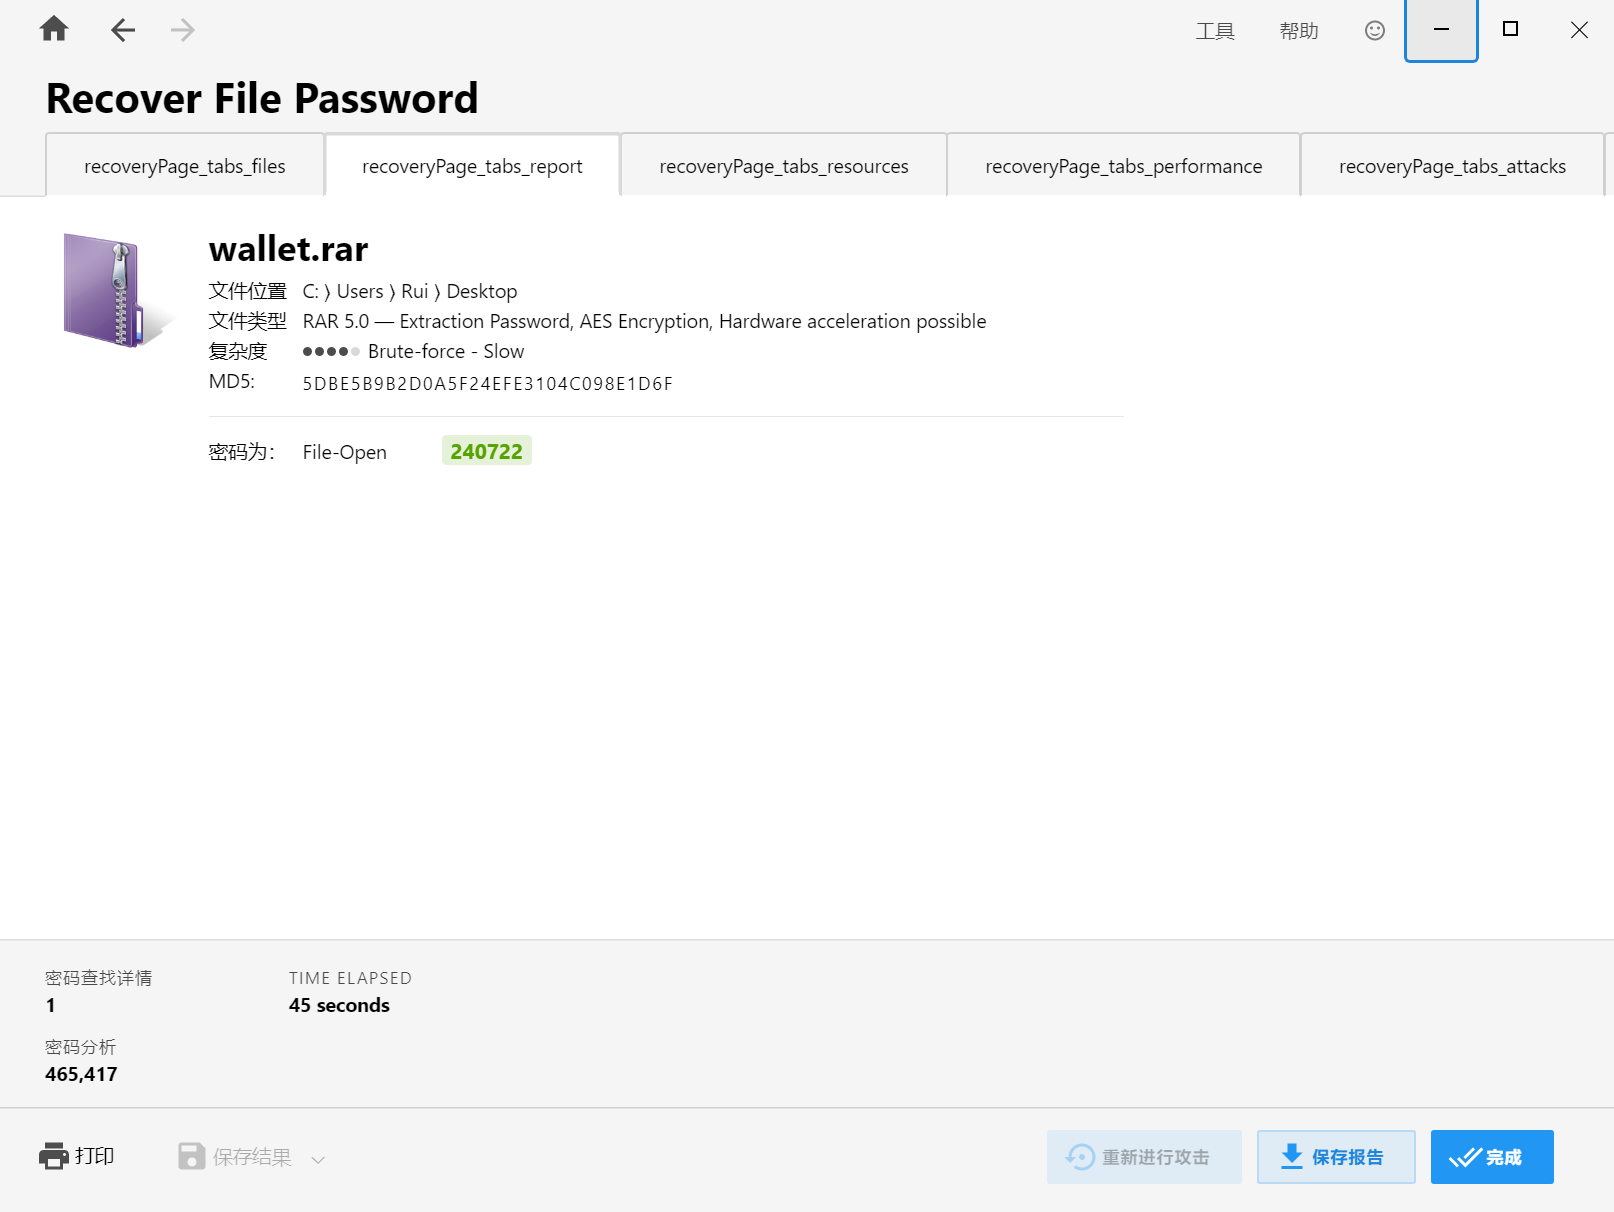 工具 帮助
Recover File Password
recoveryPage_tabs_files recoveryPage_tabs_report recoveryPage_tabs_resources recoveryPage_tabs_performance recoveryPage_tabs_attacks
wallet.rar
文件位置 C: ⟩ Users ⟩ Rui ⟩ Desktop
文件类型 RAR 5.0 — Extraction Password, AES Encryption, Hardware acceleration possible
复杂度 Brute-force - Slow
MD5: 5DBE5B9B2D0A5F24EFE3104C098E1D6F
密码为： File-Open 240722
密码查找详情 TIME ELAPSED
1 45 seconds
密码分析
465,417
打印 保存结果 重新进行攻击 保存报告 完成